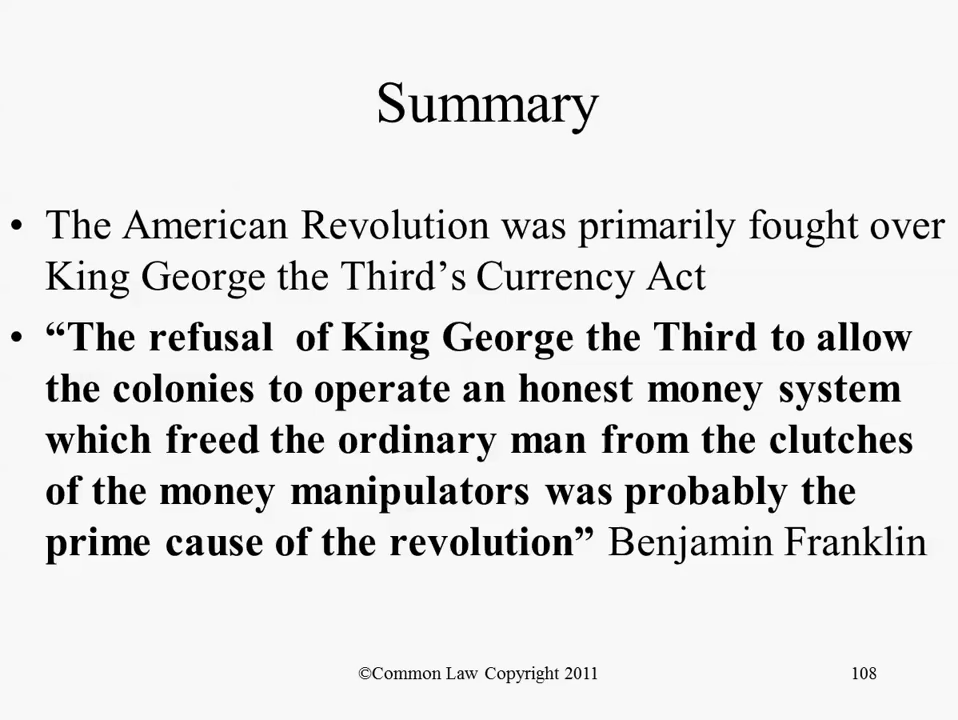 Summary
• The American Revolution was primarily fought over
King George the Third’s Currency Act
• “The refusal of King George the Third to allow
the colonies to operate an honest money system
which freed the ordinary man from the clutches
of the money manipulators was probably the
prime cause of the revolution” Benjamin Franklin
©Common Law Copyright 2011
108